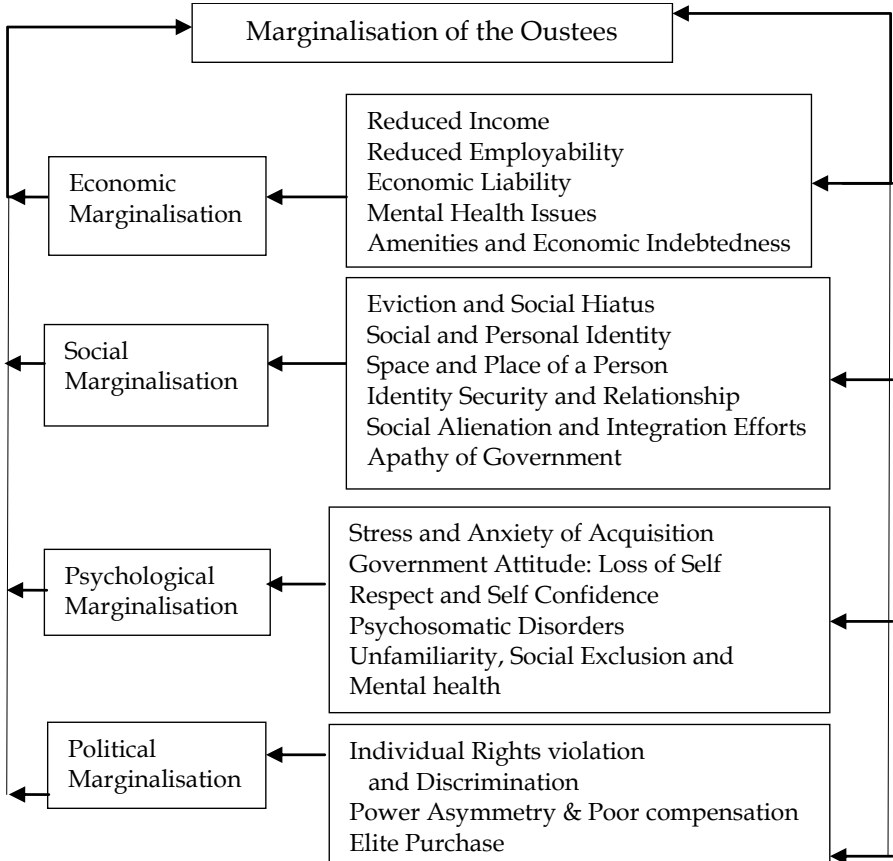 Marginalisation of the Oustees
Economic
Marginalisation
Reduced Income
Reduced Employability
Economic Liability
Mental Health Issues
Amenities and Economic Indebtedness
Social
Marginalisation
Eviction and Social Hiatus
Social and Personal Identity
Space and Place of a Person
Identity Security and Relationship
Social Alienation and Integration Efforts
Apathy of Government
Psychological
Marginalisation
Stress and Anxiety of Acquisition
Government Attitude: Loss of Self
Respect and Self Confidence
Psychosomatic Disorders
Unfamiliarity, Social Exclusion and
Mental health
Political
Marginalisation
Individual Rights violation
and Discrimination
Power Asymmetry & Poor compensation
Elite Purchase